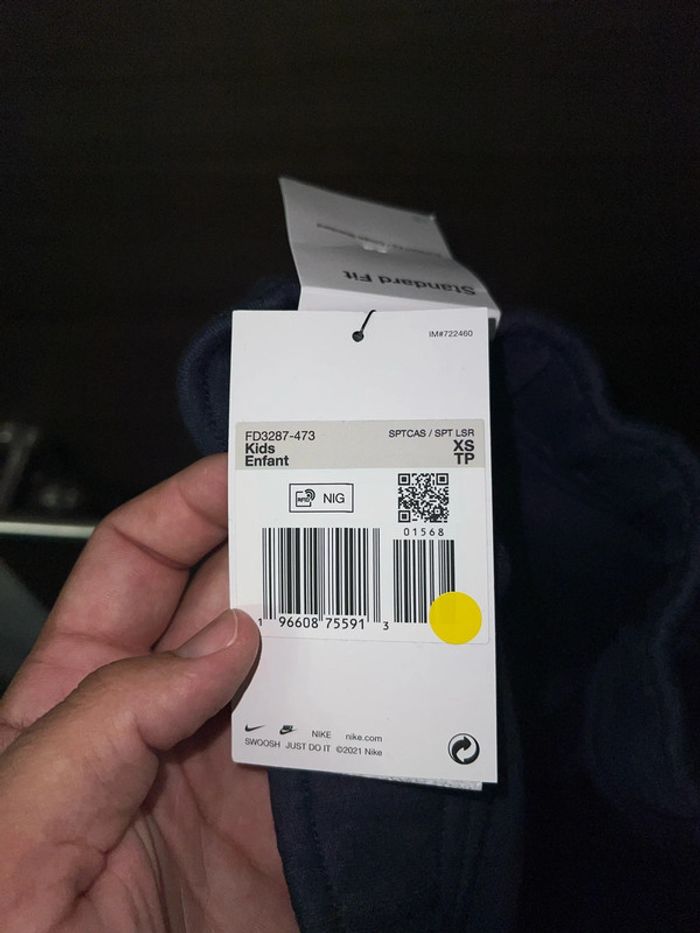 Standard Fit
IM#722460
FD3287-473
SPTCAS / SPT LSR
Kids
XS
Enfant
TP
RFID
NIG
01568
1 96608 75591 3
NIKE nike.com
SWOOSH JUST DO IT ©2021 Nike